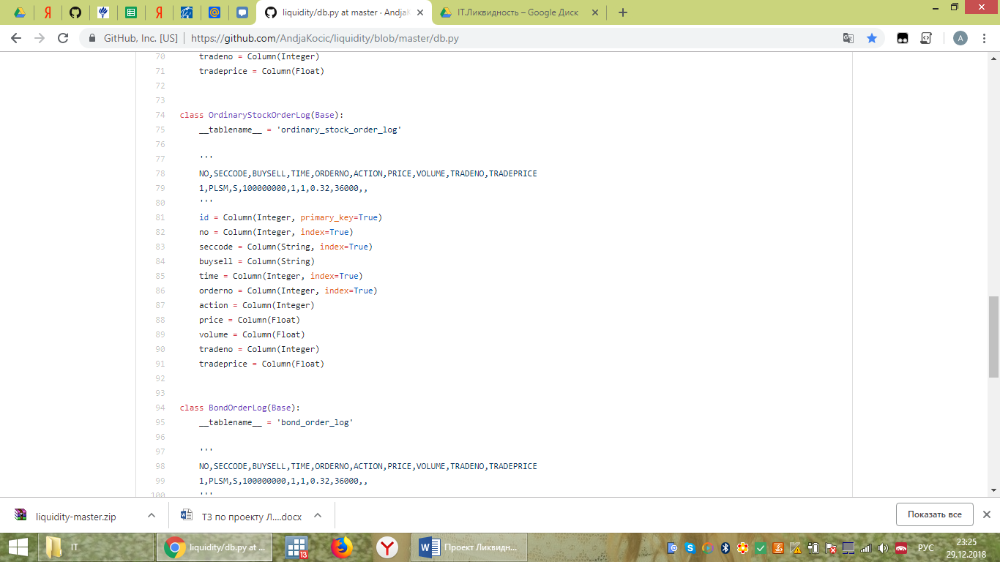 liquidity/db.py at master · Andja
IT.Ликвидность – Google Диск
GitHub, Inc. [US]
https://github.com/AndjaKocic/liquidity/blob/master/db.py
A
70 tradeno = Column(Integer)
71 tradeprice = Column(Float)
72
73
74 class OrdinaryStockOrderLog(Base):
75 __tablename__ = 'ordinary_stock_order_log'
76
77 '''
78 NO,SECCODE,BUYSELL,TIME,ORDERNO,ACTION,PRICE,VOLUME,TRADENO,TRADEPRICE
79 1,PLSM,S,100000000,1,1,0.32,36000,,
80 '''
81 id = Column(Integer, primary_key=True)
82 no = Column(Integer, index=True)
83 seccode = Column(String, index=True)
84 buysell = Column(String)
85 time = Column(Integer, index=True)
86 orderno = Column(Integer, index=True)
87 action = Column(Integer)
88 price = Column(Float)
89 volume = Column(Float)
90 tradeno = Column(Integer)
91 tradeprice = Column(Float)
92
93
94 class BondOrderLog(Base):
95 __tablename__ = 'bond_order_log'
96
97 '''
98 NO,SECCODE,BUYSELL,TIME,ORDERNO,ACTION,PRICE,VOLUME,TRADENO,TRADEPRICE
99 1,PLSM,S,100000000,1,1,0.32,36000,,
100 '''
liquidity-master.zip
ТЗ по проекту Л....docx
Показать все
IT
liquidity/db.py at ...
13
Проект Ликвидн...
РУС
23:25
29.12.2018